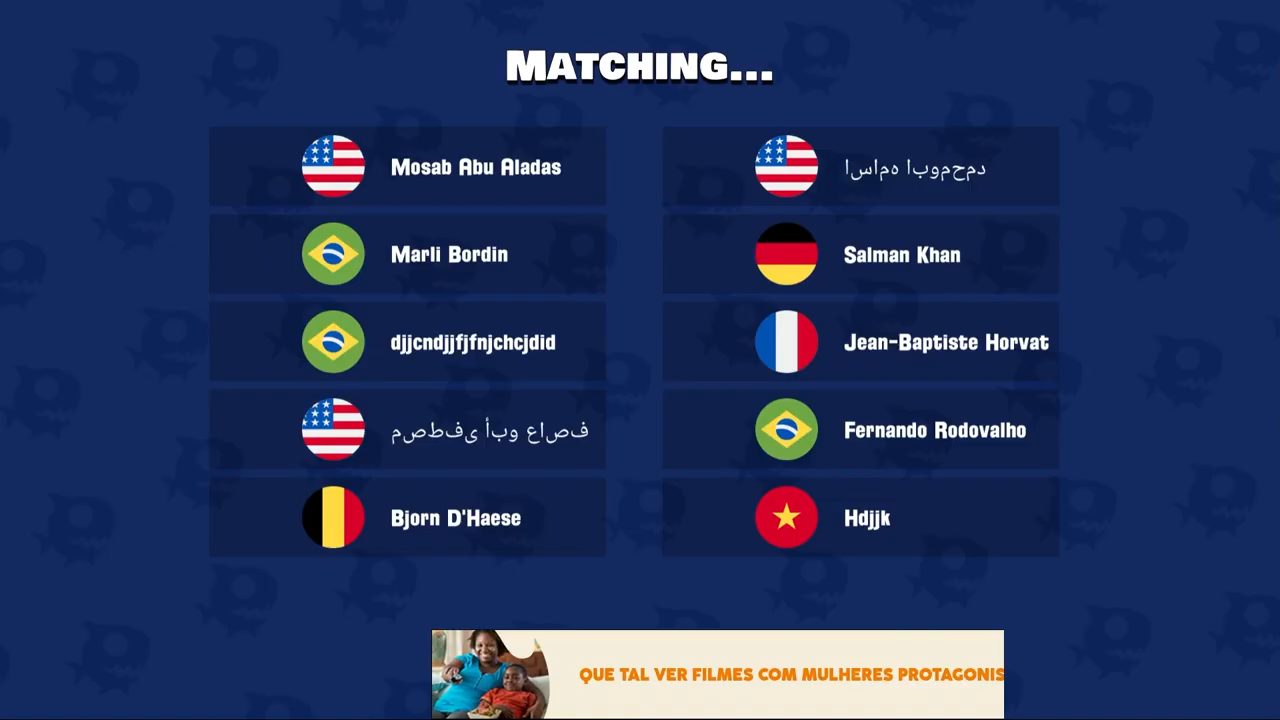 MATCHING...
Mosab Abu Aladas
اسامه ابومحمد
Marli Bordin
Salman Khan
djjcndjjfjfnjchcjdid
Jean-Baptiste Horvat
مصطفى أبو عاصف
Fernando Rodovalho
Bjorn D'Haese
Hdjjk
QUE TAL VER FILMES COM MULHERES PROTAGONIS